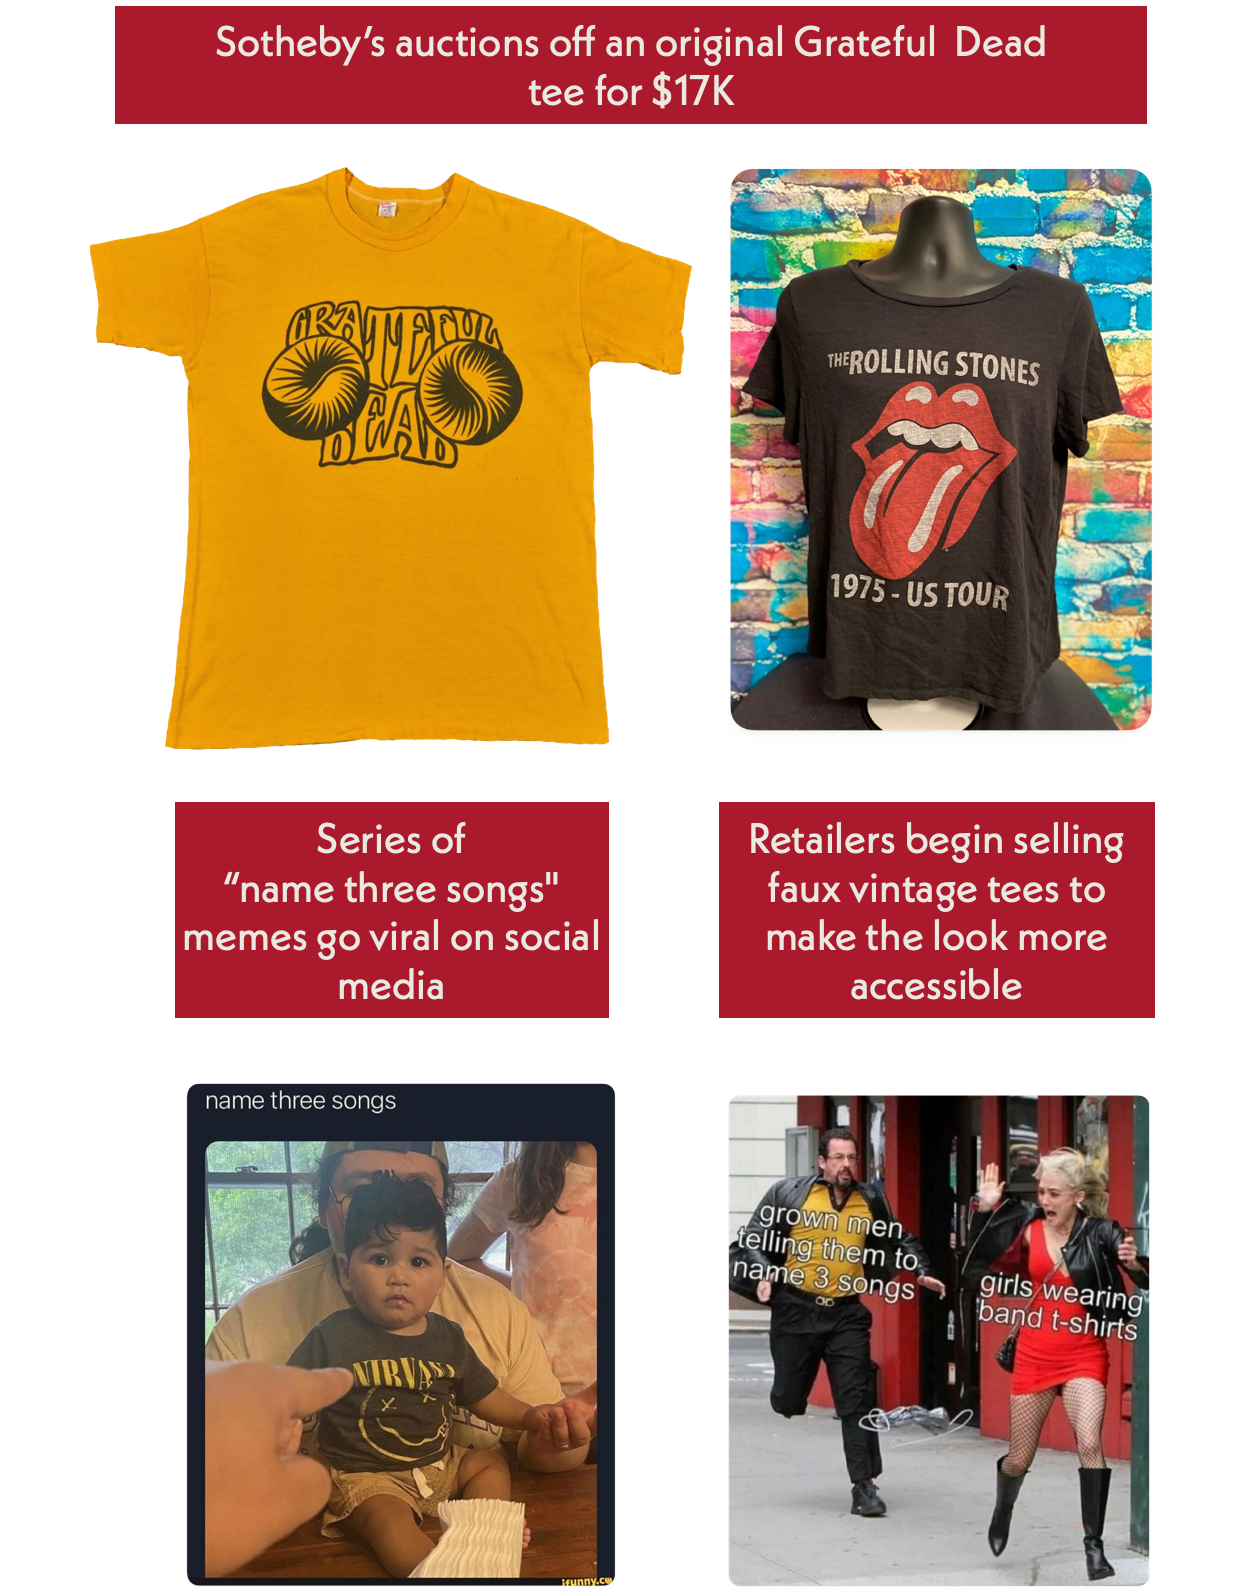 Sotheby’s auctions off an original Grateful Dead
tee for $17K
GRATEFUL
DEAD
THE ROLLING STONES
1975 - US TOUR
Series of
“name three songs"
memes go viral on social
media
Retailers begin selling
faux vintage tees to
make the look more
accessible
name three songs
NIRVANA
ifunny.co
grown men
telling them to
name 3 songs
girls wearing
band t-shirts